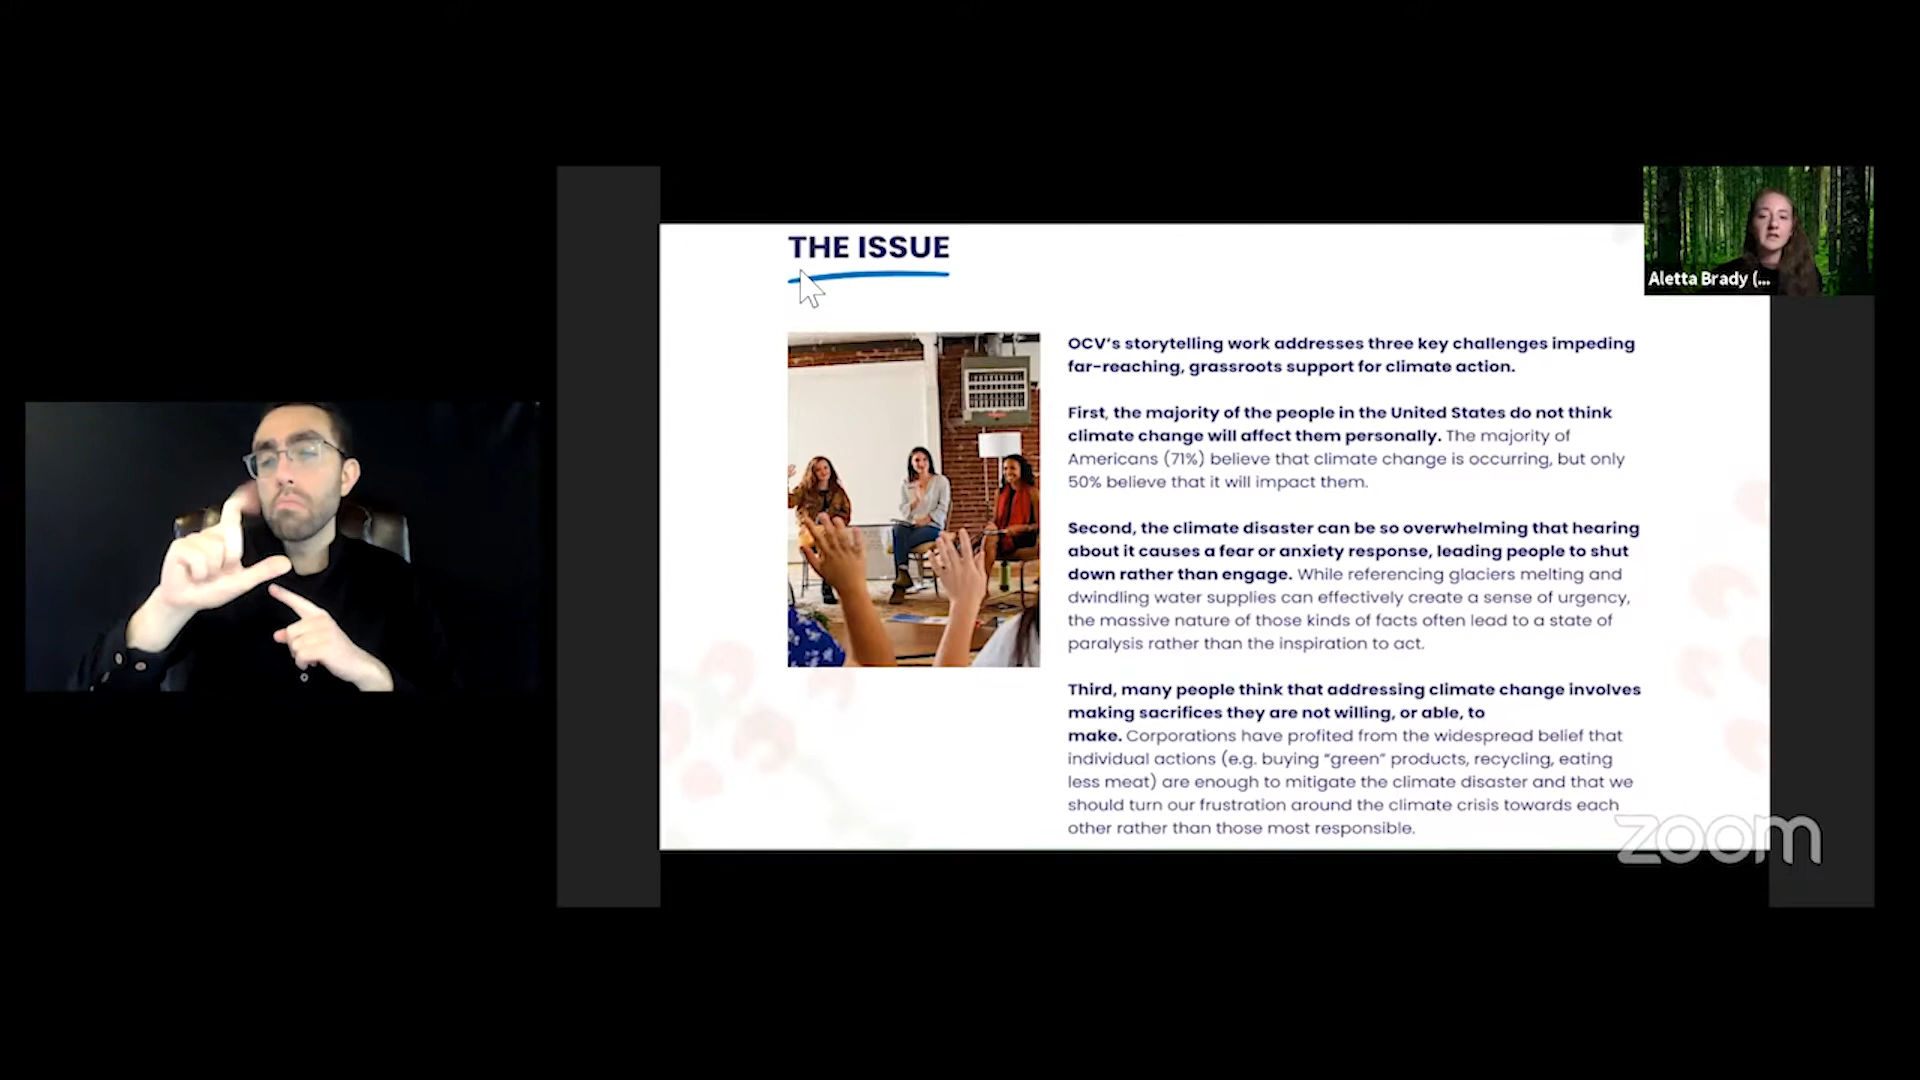 THE ISSUE
Aletta Brady (...
OCV's storytelling work addresses three key challenges impeding
far-reaching, grassroots support for climate action.
First, the majority of the people in the United States do not think
climate change will affect them personally. The majority of
Americans (71%) believe that climate change is occurring, but only
50% believe that it will impact them.
Second, the climate disaster can be so overwhelming that hearing
about it causes a fear or anxiety response, leading people to shut
down rather than engage. While referencing glaciers melting and
dwindling water supplies can effectively create a sense of urgency,
the massive nature of those kinds of facts often lead to a state of
paralysis rather than the inspiration to act.
Third, many people think that addressing climate change involves
making sacrifices they are not willing, or able, to
make. Corporations have profited from the widespread belief that
individual actions (e.g. buying “green” products, recycling, eating
less meat) are enough to mitigate the climate disaster and that we
should turn our frustration around the climate crisis towards each
other rather than those most responsible.
zoom